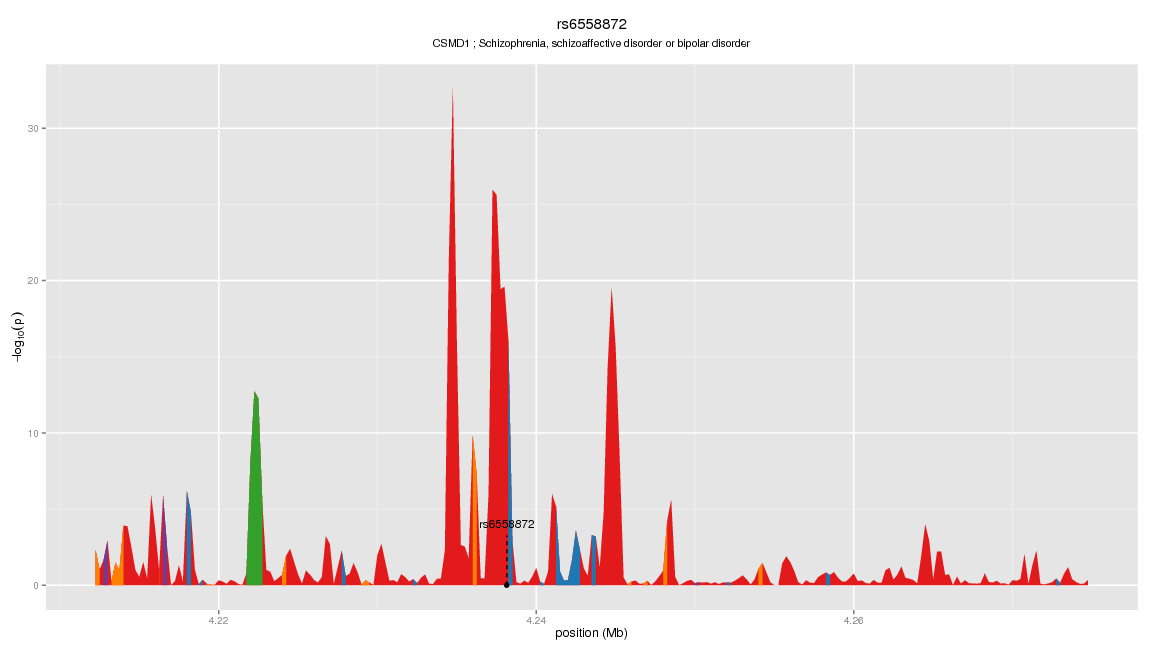 rs6558872
CSMD1 ; Schizophrenia, schizoaffective disorder or bipolar disorder
30
20
10
0
−log10(p)
rs6558872
4.22
4.24
4.26
position (Mb)